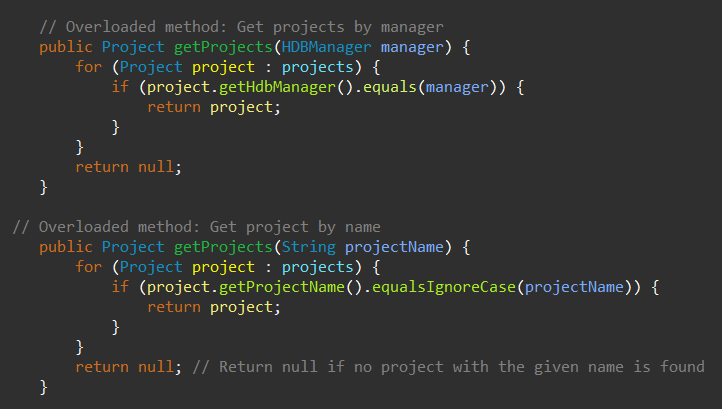 // Overloaded method: Get projects by manager
public Project getProjects(HDBManager manager) {
for (Project project : projects) {
if (project.getHdbManager().equals(manager)) {
return project;
}
}
return null;
}
// Overloaded method: Get project by name
public Project getProjects(String projectName) {
for (Project project : projects) {
if (project.getProjectName().equalsIgnoreCase(projectName)) {
return project;
}
}
return null; // Return null if no project with the given name is found
}